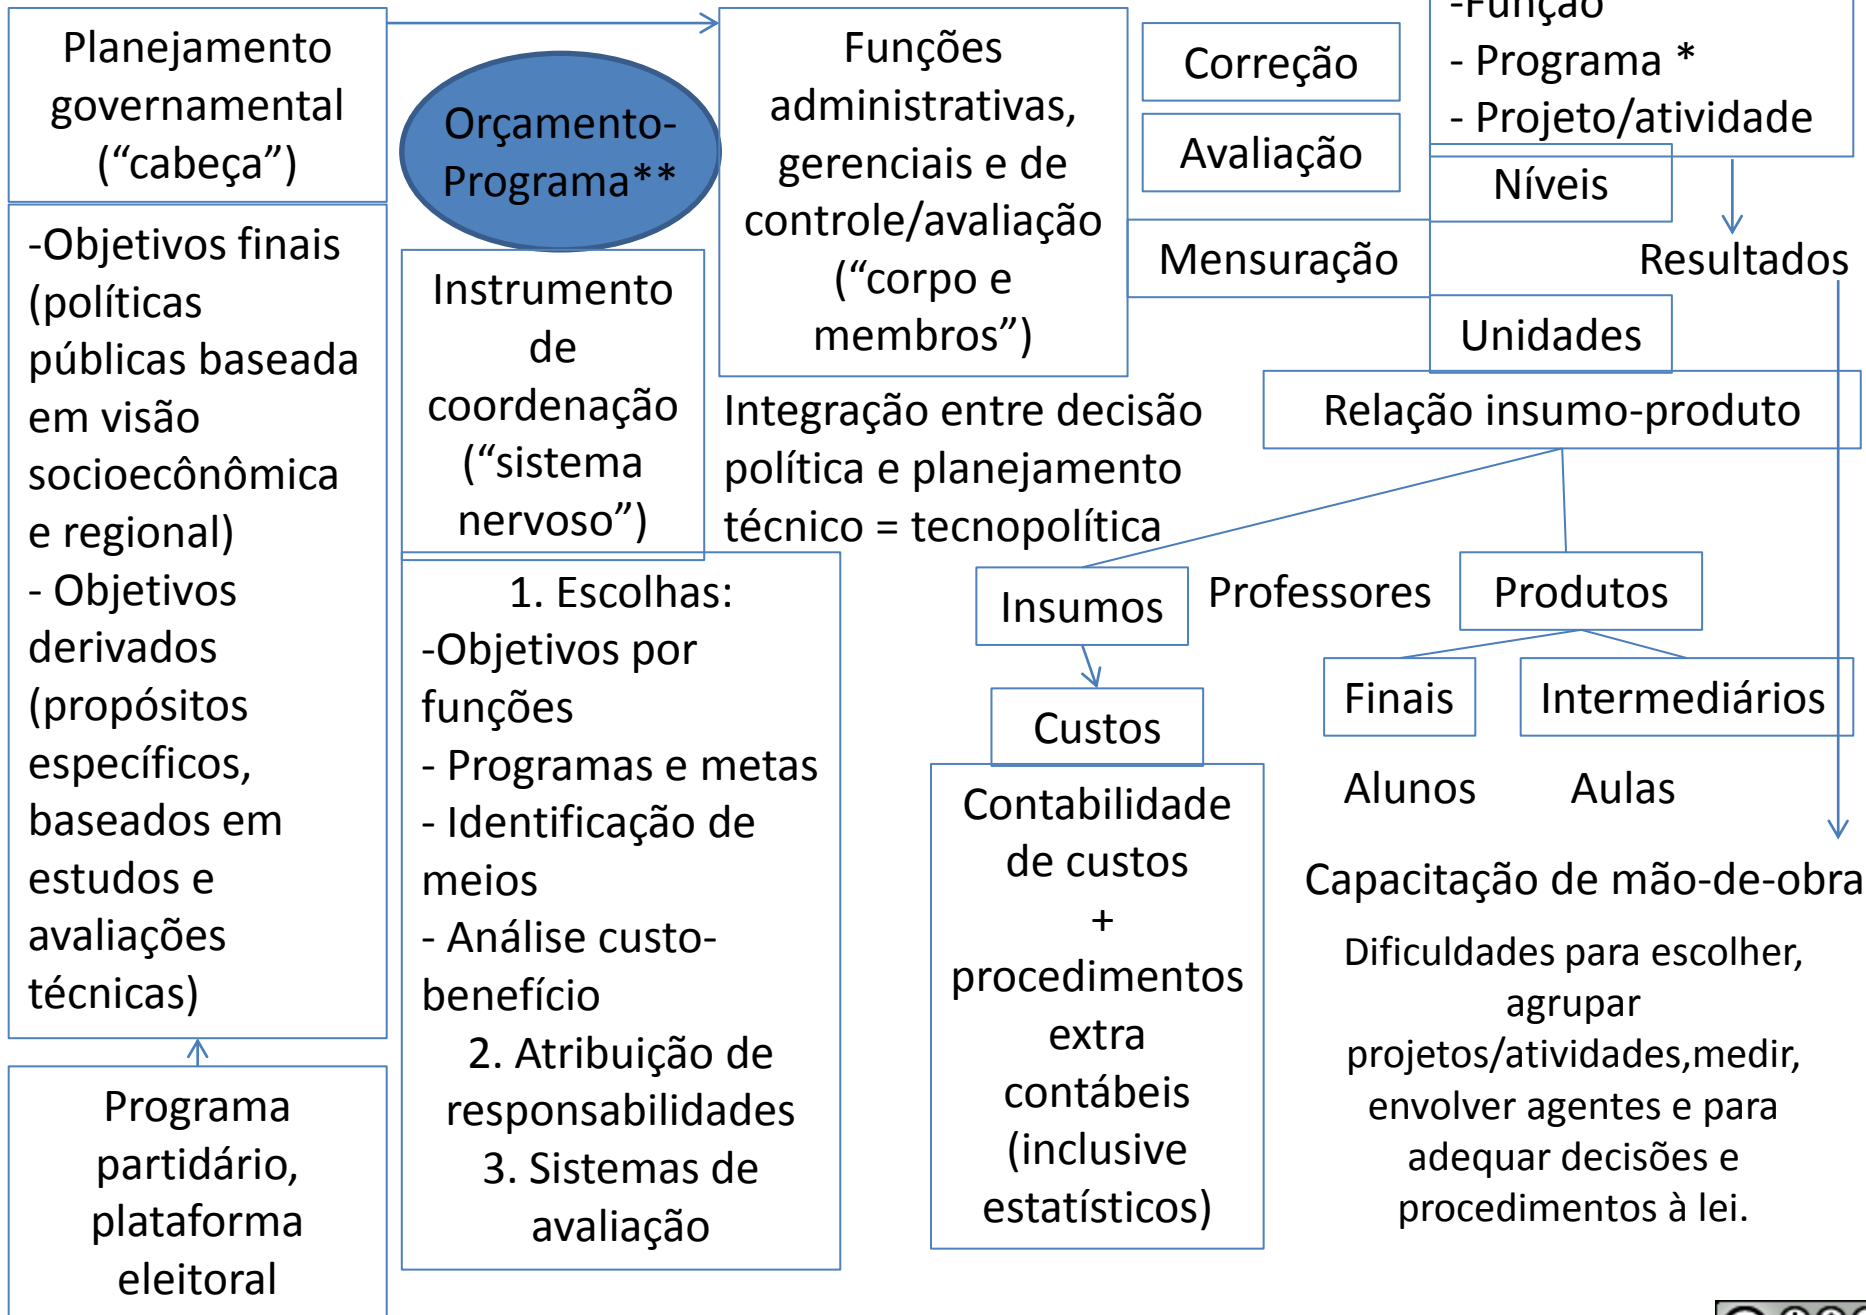 Planejamento
governamental
(“cabeça”)
-Objetivos finais
(políticas
públicas baseada
em visão
socioecônômica
e regional)
- Objetivos
derivados
(propósitos
específicos,
baseados em
estudos e
avaliações
técnicas)
Programa
partidário,
plataforma
eleitoral
Orçamento-
Programa**
Instrumento
de
coordenação
(“sistema
nervoso”)
1. Escolhas:
-Objetivos por
funções
- Programas e metas
- Identificação de
meios
- Análise custo-
benefício
2. Atribuição de
responsabilidades
3. Sistemas de
avaliação
Funções
administrativas,
gerenciais e de
controle/avaliação
(“corpo e
membros”)
Integração entre decisão
política e planejamento
técnico = tecnopolítica
Correção
Avaliação
Mensuração
-Função
- Programa *
- Projeto/atividade
Níveis
Resultados
Unidades
Relação insumo-produto
Insumos
Professores
Produtos
Custos
Finais
Intermediários
Alunos
Aulas
Contabilidade
de custos
+
procedimentos
extra
contábeis
(inclusive
estatísticos)
Capacitação de mão-de-obra
Dificuldades para escolher,
agrupar
projetos/atividades,medir,
envolver agentes e para
adequar decisões e
procedimentos à lei.